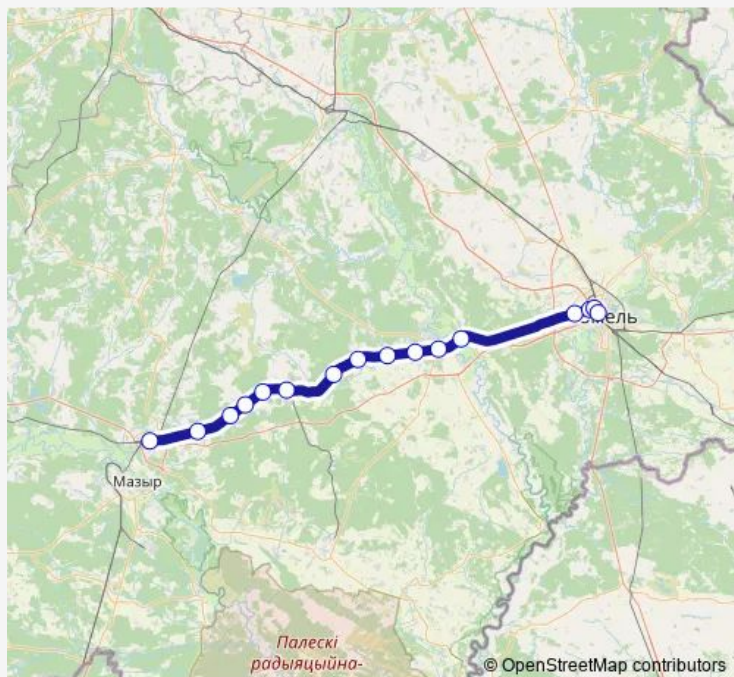 Мазыр
Палескі
радыяцыйна-
© OpenStreetMap contributors